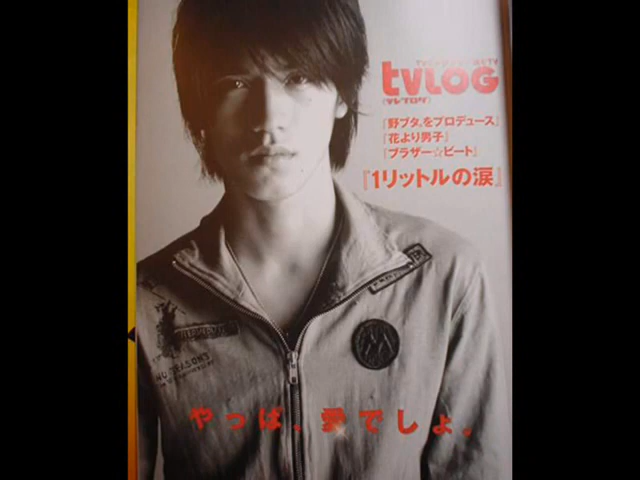 tVLOG
[テレブログ]
『野ブタ。をプロデュース』
『花より男子』
『ブラザー☆ビート』
『1リットルの涙』
やっぱ、愛でしょ。